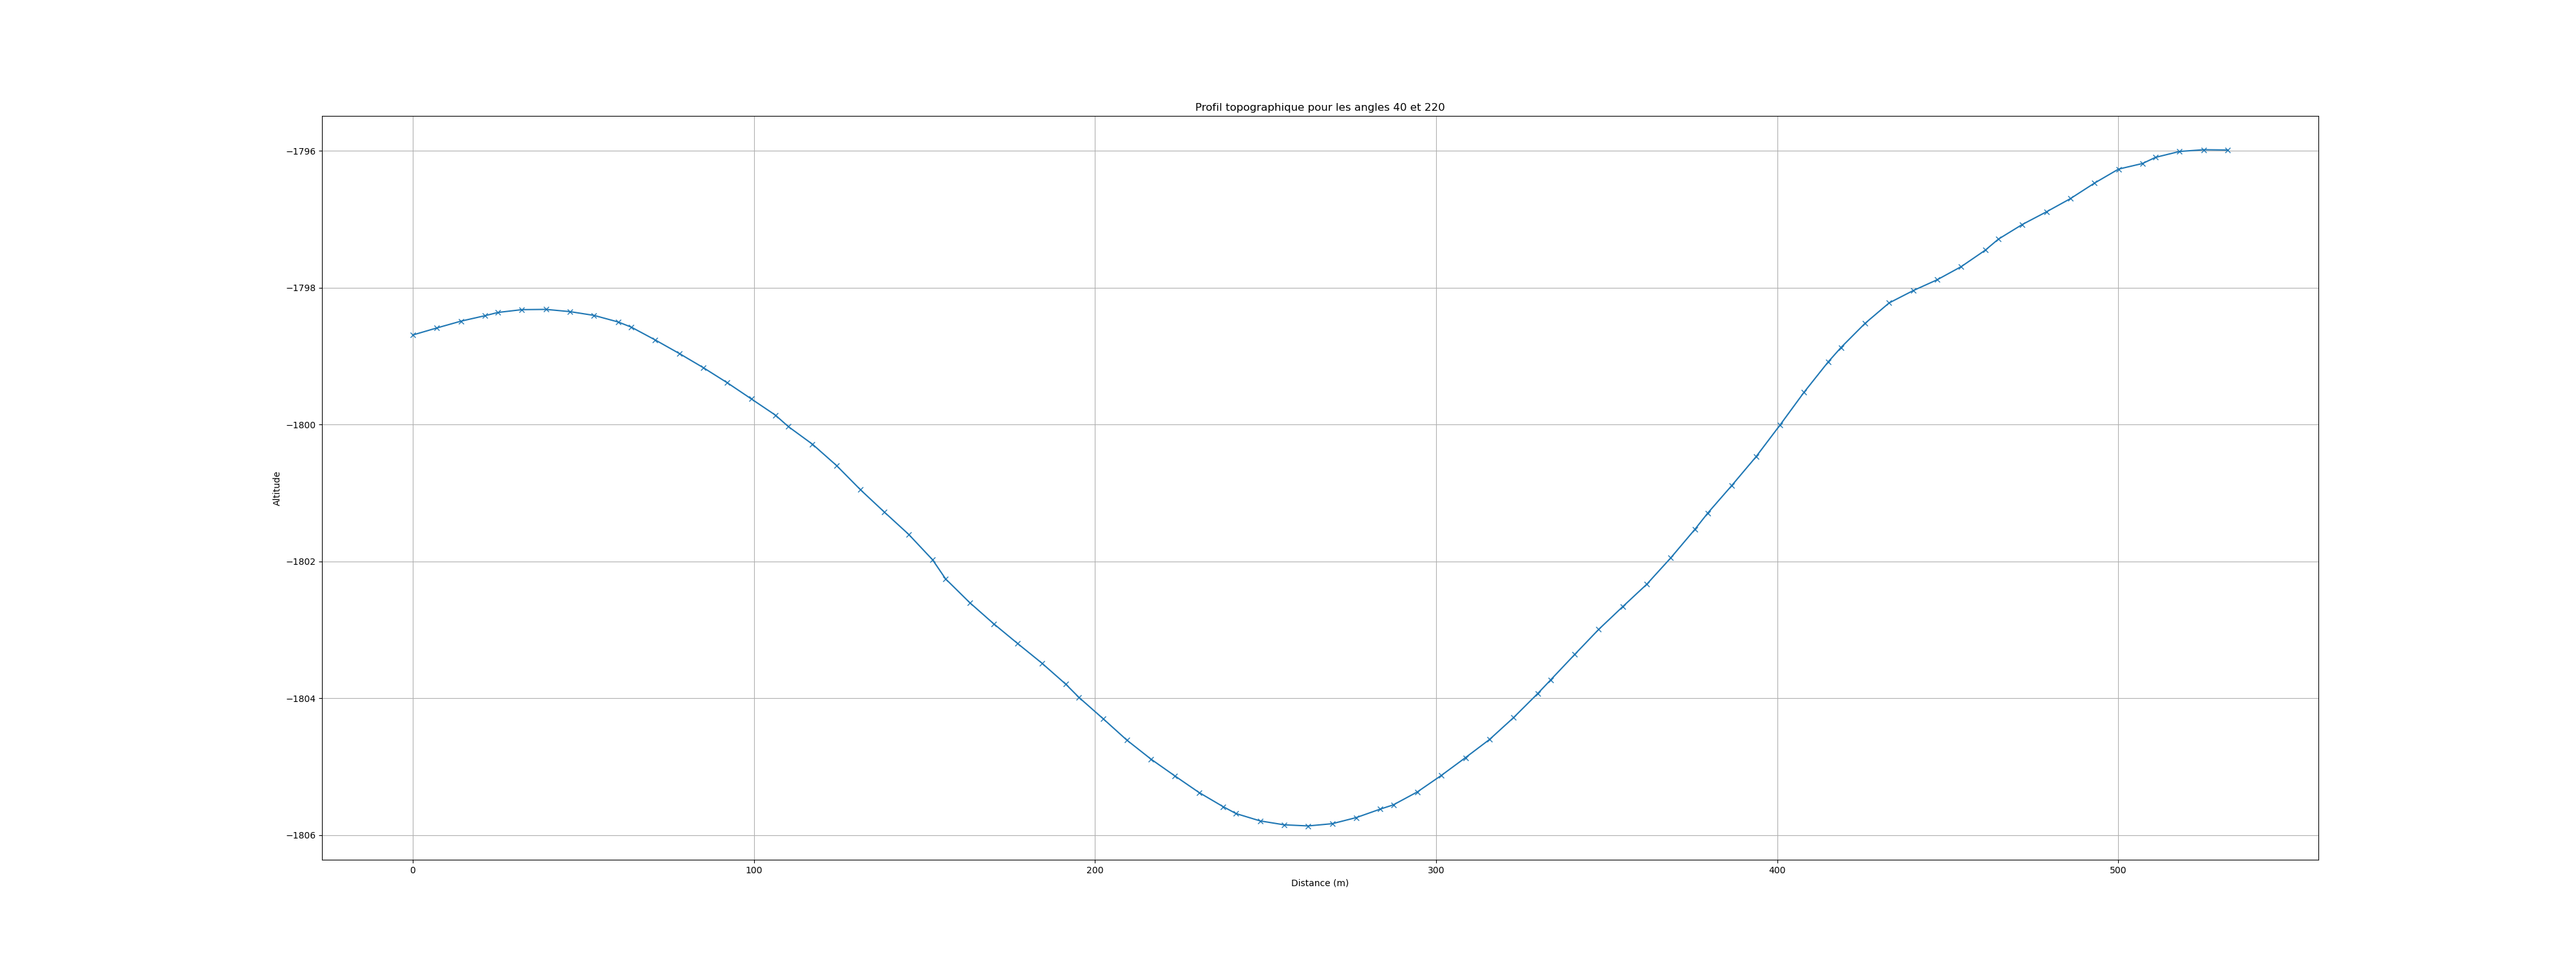 Profil topographique pour les angles 40 et 220
−1796
−1798
−1800
−1802
−1804
−1806
Altitude
0 100 200 300 400 500
Distance (m)